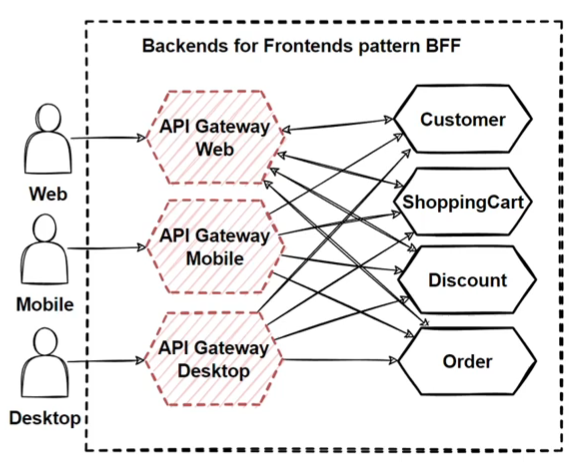 Backends for Frontends pattern BFF
API Gateway
Web
Customer
Web
API Gateway
Mobile
ShoppingCart
Mobile
Discount
API Gateway
Desktop
Order
Desktop